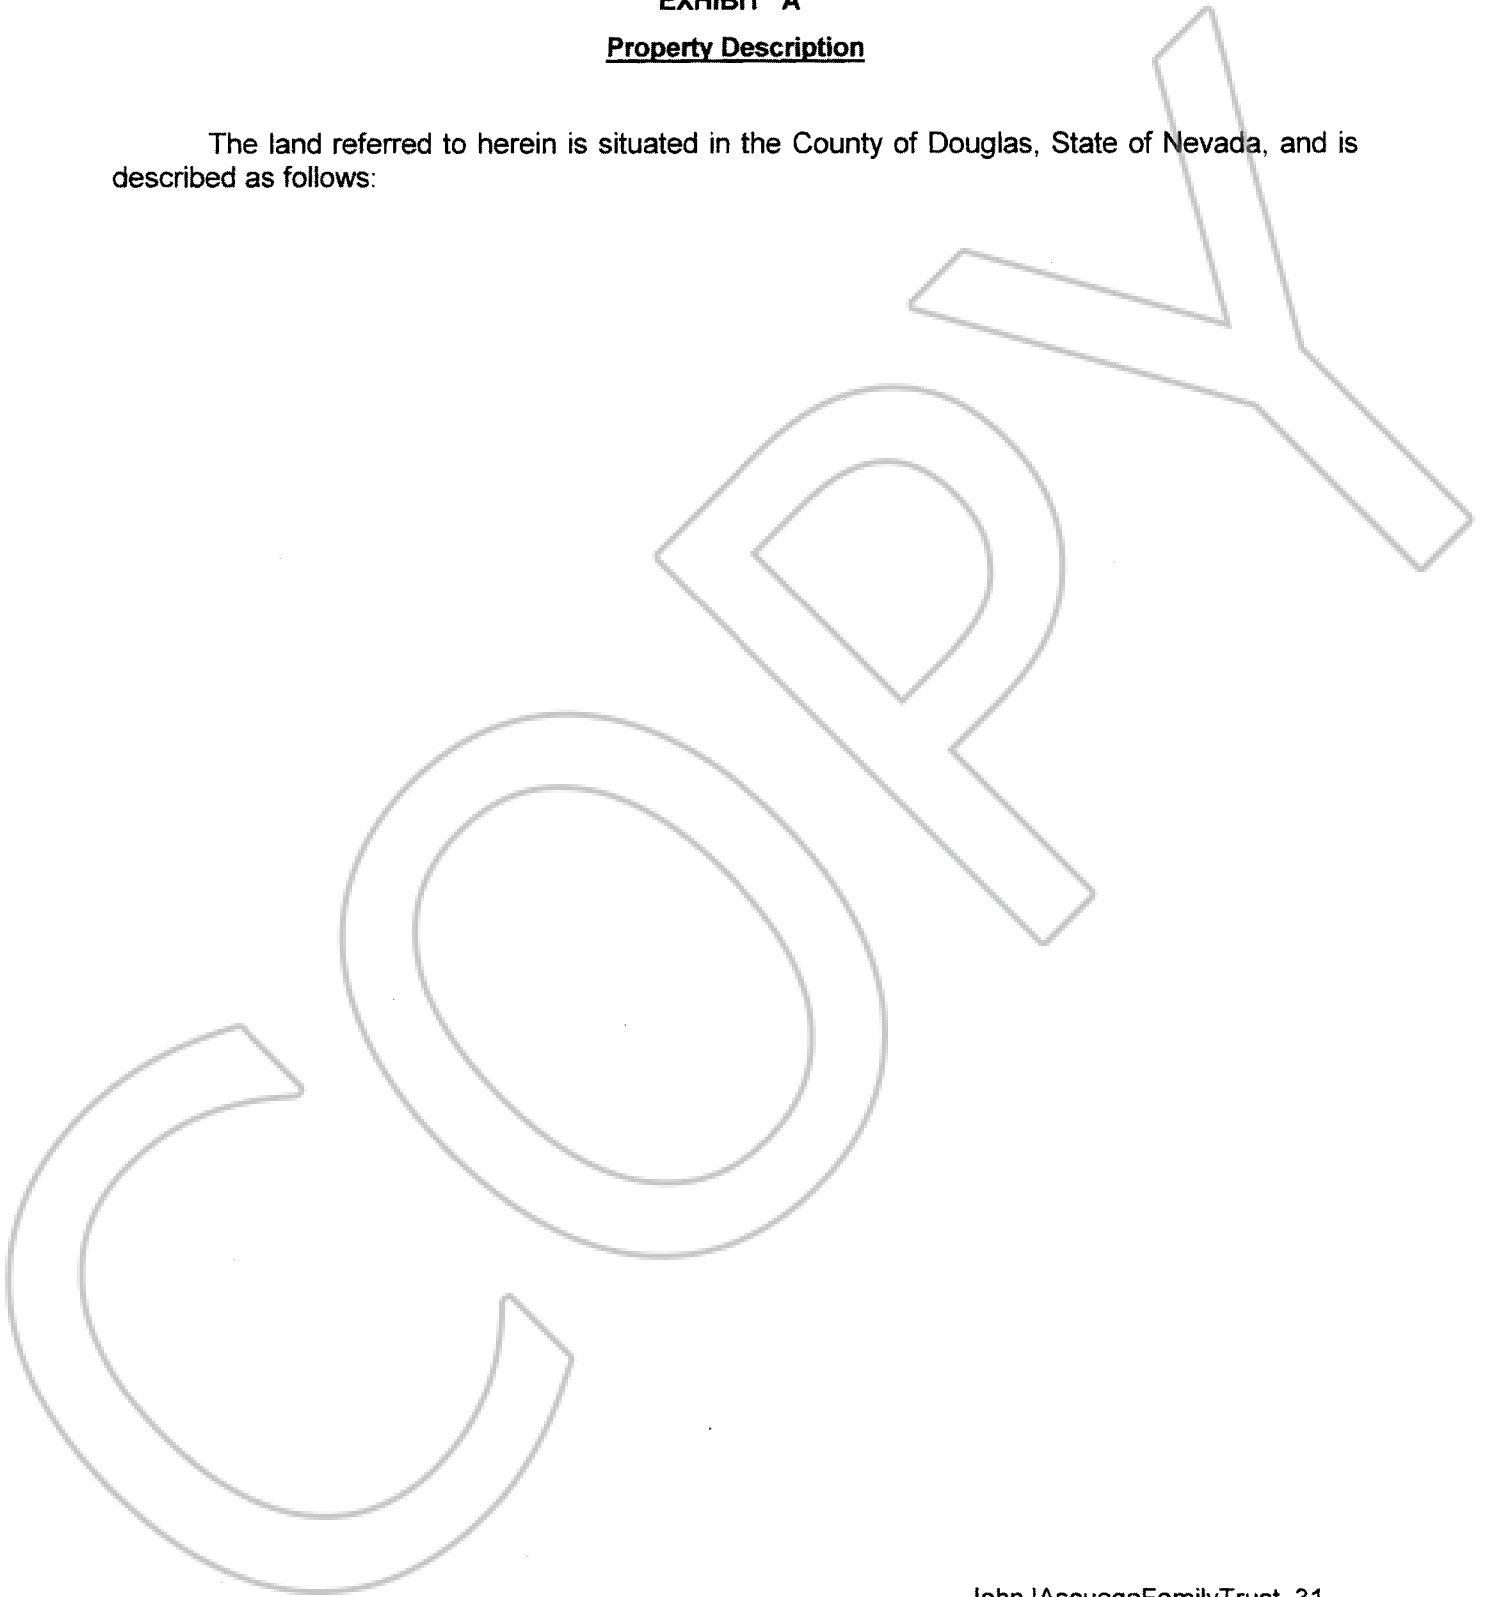 EXHIBIT "A"
Property Description
The land referred to herein is situated in the County of Douglas, State of Nevada, and is
described as follows:
COPY